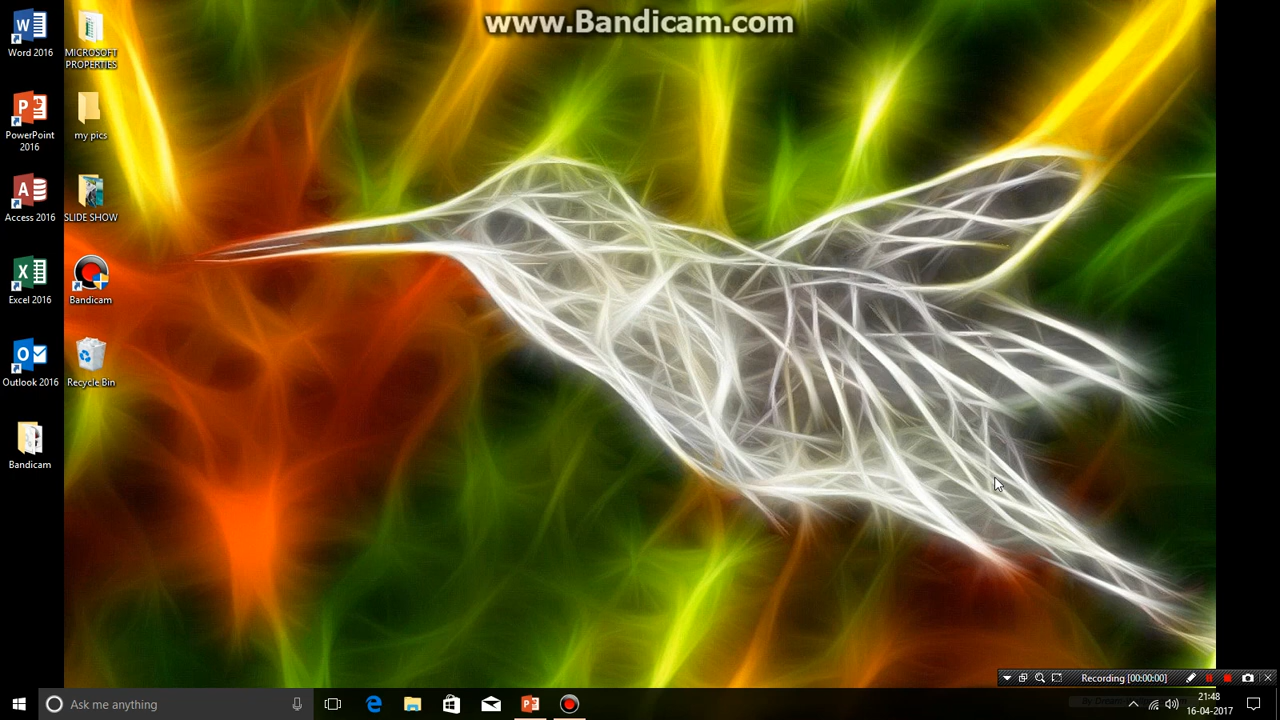 www.Bandicam.com
Word 2016
MICROSOFT
PROPERTIES
PowerPoint
2016
my pics
Access 2016
SLIDE SHOW
Excel 2016
Bandicam
Outlook 2016
Recycle Bin
Bandicam
Recording [00:00:00]
Ask me anything
21:48
16-04-2017